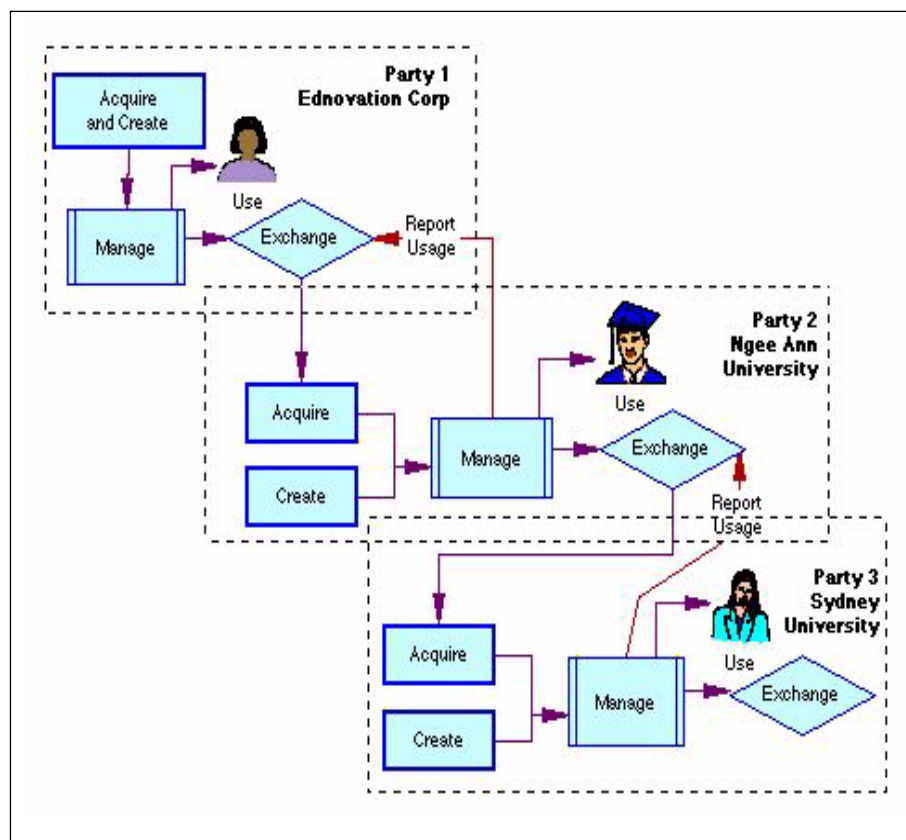 Party 1
Ednovation Corp
Acquire
and Create
Use
Manage
Exchange
Report
Usage
Party 2
Ngee Ann
University
Use
Acquire
Manage
Exchange
Create
Report
Usage
Party 3
Sydney
University
Acquire
Use
Manage
Exchange
Create